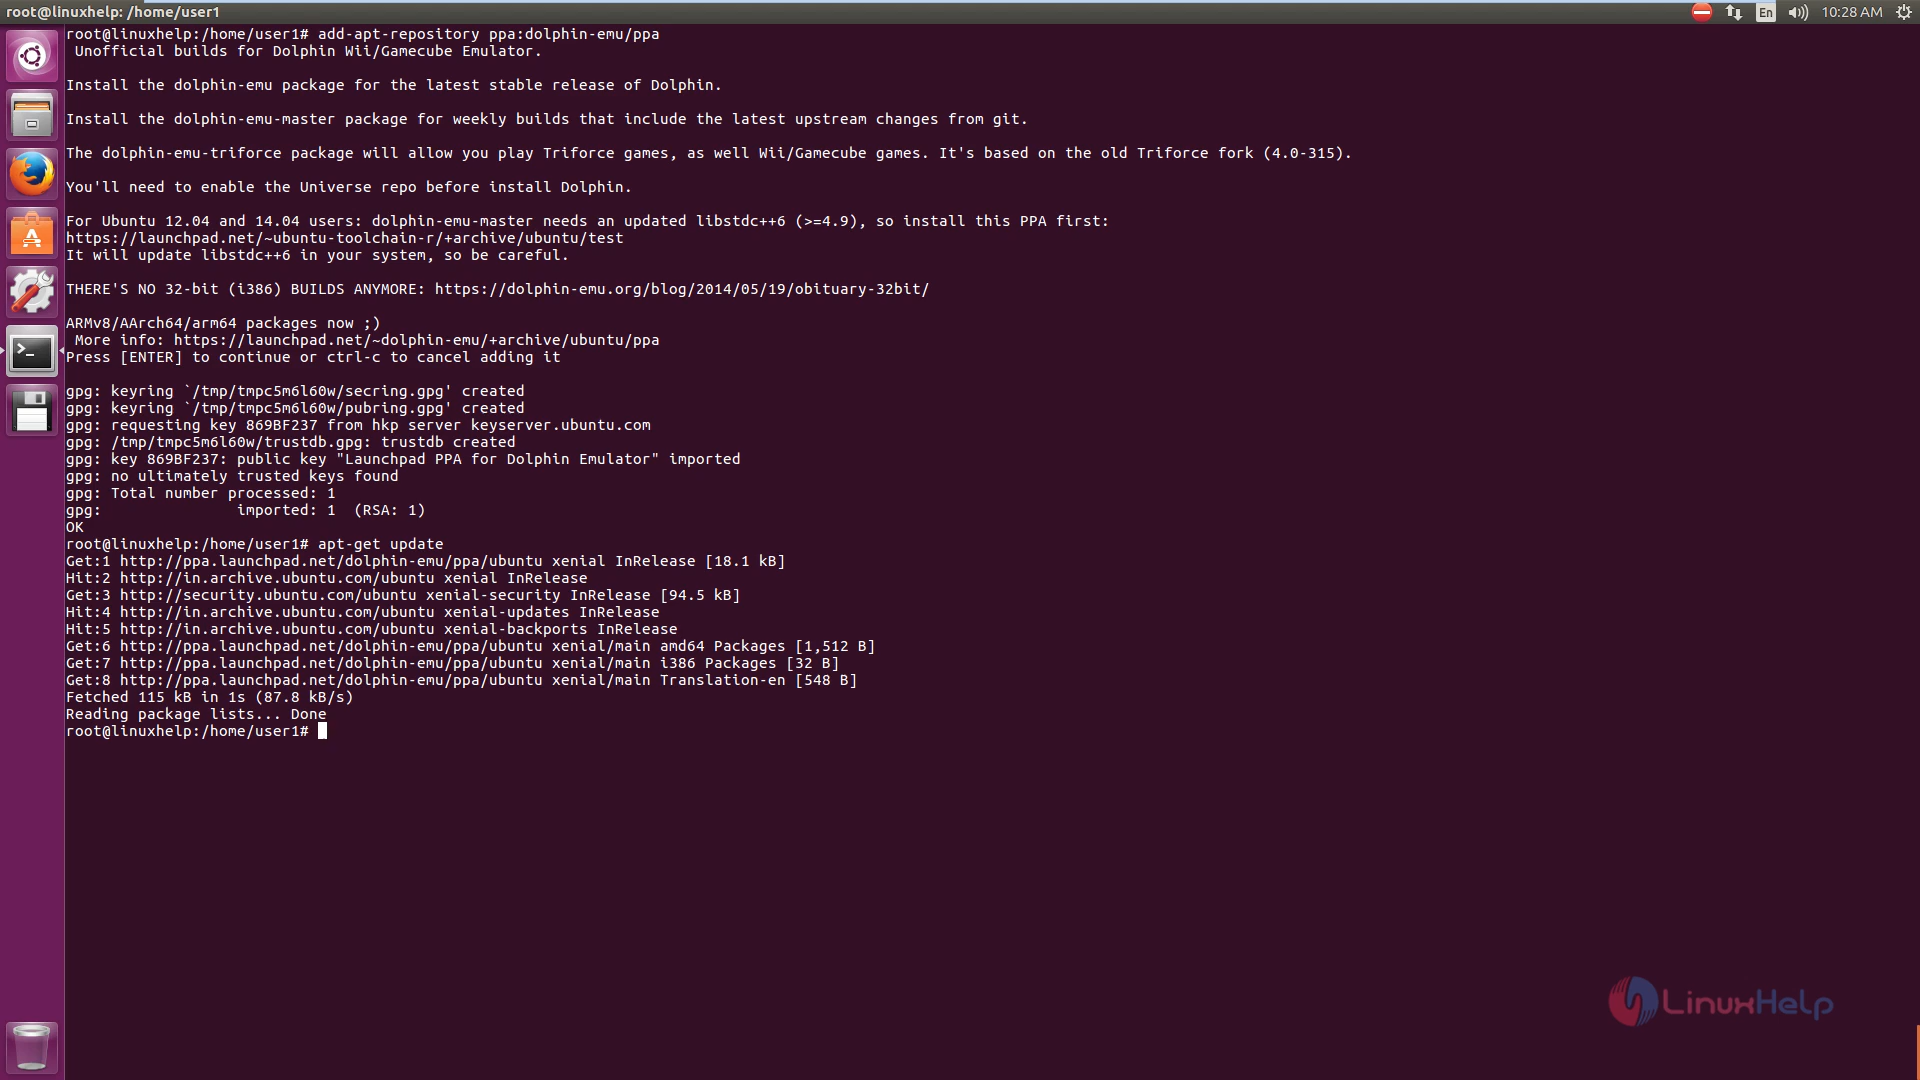 root@linuxhelp: /home/user1
En
10:28 AM
root@linuxhelp:/home/user1# add-apt-repository ppa:dolphin-emu/ppa
Unofficial builds for Dolphin Wii/Gamecube Emulator.
Install the dolphin-emu package for the latest stable release of Dolphin.
Install the dolphin-emu-master package for weekly builds that include the latest upstream changes from git.
The dolphin-emu-triforce package will allow you play Triforce games, as well Wii/Gamecube games. It's based on the old Triforce fork (4.0-315).
You'll need to enable the Universe repo before install Dolphin.
For Ubuntu 12.04 and 14.04 users: dolphin-emu-master needs an updated libstdc++6 (>=4.9), so install this PPA first:
https://launchpad.net/~ubuntu-toolchain-r/+archive/ubuntu/test
It will update libstdc++6 in your system, so be careful.
THERE'S NO 32-bit (i386) BUILDS ANYMORE: https://dolphin-emu.org/blog/2014/05/19/obituary-32bit/
ARMv8/AArch64/arm64 packages now ;)
More info: https://launchpad.net/~dolphin-emu/+archive/ubuntu/ppa
Press [ENTER] to continue or ctrl-c to cancel adding it
gpg: keyring `/tmp/tmpc5m6l60w/secring.gpg' created
gpg: keyring `/tmp/tmpc5m6l60w/pubring.gpg' created
gpg: requesting key 869BF237 from hkp server keyserver.ubuntu.com
gpg: /tmp/tmpc5m6l60w/trustdb.gpg: trustdb created
gpg: key 869BF237: public key "Launchpad PPA for Dolphin Emulator" imported
gpg: no ultimately trusted keys found
gpg: Total number processed: 1
gpg:               imported: 1  (RSA: 1)
OK
root@linuxhelp:/home/user1# apt-get update
Get:1 http://ppa.launchpad.net/dolphin-emu/ppa/ubuntu xenial InRelease [18.1 kB]
Hit:2 http://in.archive.ubuntu.com/ubuntu xenial InRelease
Get:3 http://security.ubuntu.com/ubuntu xenial-security InRelease [94.5 kB]
Hit:4 http://in.archive.ubuntu.com/ubuntu xenial-updates InRelease
Hit:5 http://in.archive.ubuntu.com/ubuntu xenial-backports InRelease
Get:6 http://ppa.launchpad.net/dolphin-emu/ppa/ubuntu xenial/main amd64 Packages [1,512 B]
Get:7 http://ppa.launchpad.net/dolphin-emu/ppa/ubuntu xenial/main i386 Packages [32 B]
Get:8 http://ppa.launchpad.net/dolphin-emu/ppa/ubuntu xenial/main Translation-en [548 B]
Fetched 115 kB in 1s (87.8 kB/s)
Reading package lists... Done
root@linuxhelp:/home/user1#
LinuxHelp